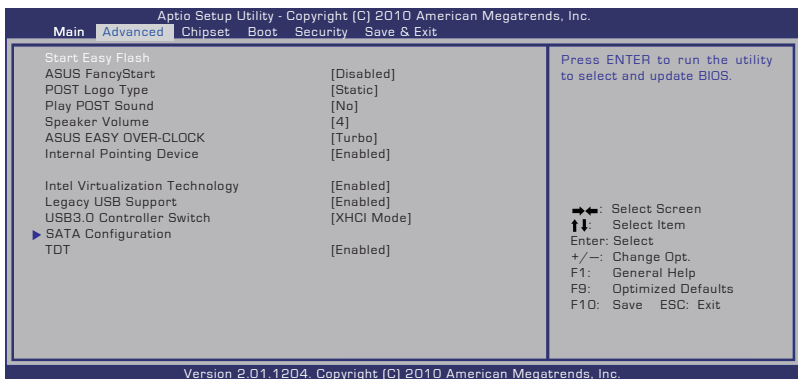 Aptio Setup Utility - Copyright (C) 2010 American Megatrends, Inc.
Main Advanced Chipset Boot Security Save & Exit
Start Easy Flash
ASUS FancyStart [Disabled]
POST Logo Type [Static]
Play POST Sound [No]
Speaker Volume [4]
ASUS EASY OVER-CLOCK [Turbo]
Internal Pointing Device [Enabled]
Intel Virtualization Technology [Enabled]
Legacy USB Support [Enabled]
USB3.0 Controller Switch [XHCI Mode]
SATA Configuration
TDT [Enabled]
Press ENTER to run the utility
to select and update BIOS.
→←: Select Screen
↑↓: Select Item
Enter: Select
+/—: Change Opt.
F1: General Help
F9: Optimized Defaults
F10: Save ESC: Exit
Version 2.01.1204. Copyright (C) 2010 American Megatrends, Inc.